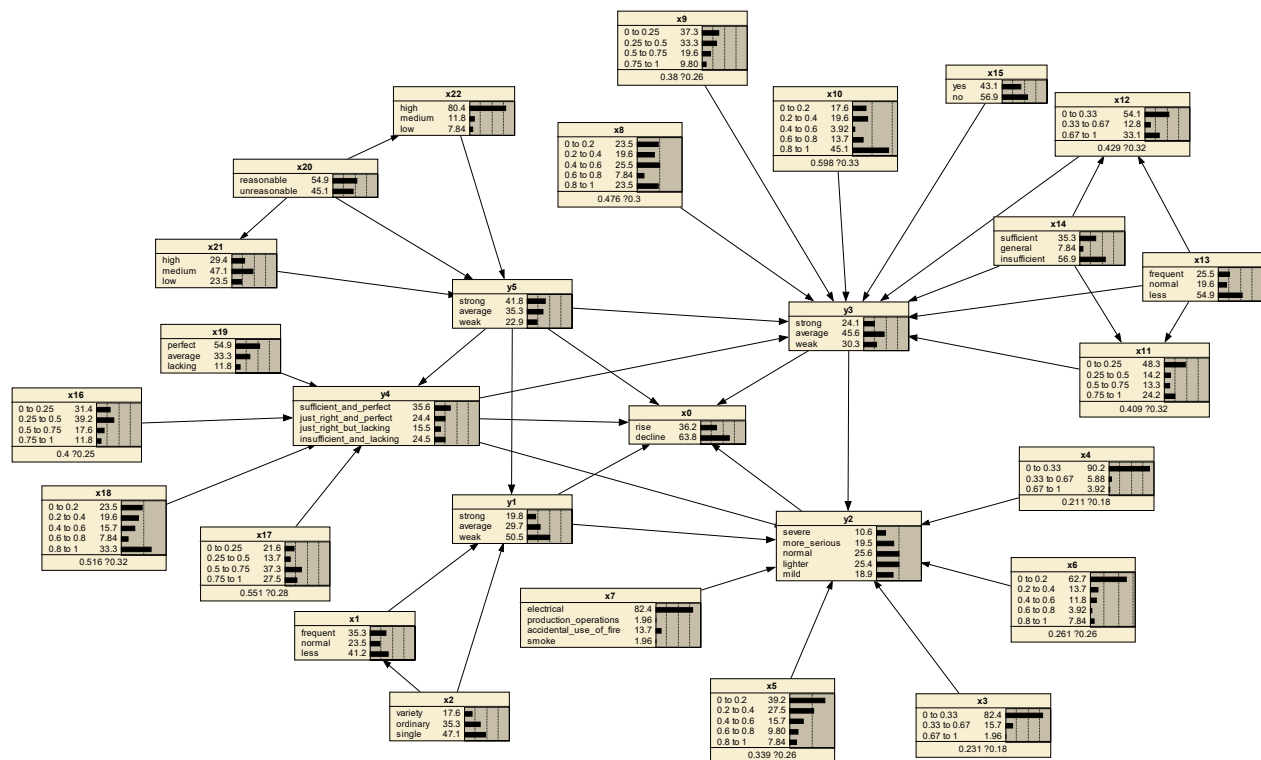 x9
0 to 0.25 37.3
0.25 to 0.5 33.3
0.5 to 0.75 19.6
0.75 to 1 9.80
0.38 ?0.26
x15
yes 43.1
no 56.9
x22
high 80.4
medium 11.8
low 7.84
x10
0 to 0.2 17.6
0.2 to 0.4 19.6
0.4 to 0.6 3.92
0.6 to 0.8 13.7
0.8 to 1 45.1
0.598 ?0.33
x12
0 to 0.33 54.1
0.33 to 0.67 12.8
0.67 to 1 33.1
0.429 ?0.32
x8
0 to 0.2 23.5
0.2 to 0.4 19.6
0.4 to 0.6 25.5
0.6 to 0.8 7.84
0.8 to 1 23.5
0.476 ?0.3
x20
reasonable 54.9
unreasonable 45.1
x14
sufficient 35.3
general 7.84
insufficient 56.9
x21
high 29.4
medium 47.1
low 23.5
x13
frequent 25.5
normal 19.6
less 54.9
y5
strong 41.8
average 35.3
weak 22.9
y3
strong 24.1
average 45.6
weak 30.3
x19
perfect 54.9
average 33.3
lacking 11.8
x11
0 to 0.25 48.3
0.25 to 0.5 14.2
0.5 to 0.75 13.3
0.75 to 1 24.2
0.409 ?0.32
x16
0 to 0.25 31.4
0.25 to 0.5 39.2
0.5 to 0.75 17.6
0.75 to 1 11.8
0.4 ?0.25
y4
sufficient_and_perfect 35.6
just_right_and_perfect 24.4
just_right_but_lacking 15.5
insufficient_and_lacking 24.5
x0
rise 36.2
decline 63.8
x4
0 to 0.33 90.2
0.33 to 0.67 5.88
0.67 to 1 3.92
0.211 ?0.18
x18
0 to 0.2 23.5
0.2 to 0.4 19.6
0.4 to 0.6 15.7
0.6 to 0.8 7.84
0.8 to 1 33.3
0.516 ?0.32
y1
strong 19.8
average 29.7
weak 50.5
y2
severe 10.6
more_serious 19.5
normal 25.6
lighter 25.4
mild 18.9
x17
0 to 0.25 21.6
0.25 to 0.5 13.7
0.5 to 0.75 37.3
0.75 to 1 27.5
0.551 ?0.28
x6
0 to 0.2 62.7
0.2 to 0.4 13.7
0.4 to 0.6 11.8
0.6 to 0.8 3.92
0.8 to 1 7.84
0.261 ?0.26
x7
electrical 82.4
production_operations 1.96
accidental_use_of_fire 13.7
smoke 1.96
x1
frequent 35.3
normal 23.5
less 41.2
x5
0 to 0.2 39.2
0.2 to 0.4 27.5
0.4 to 0.6 15.7
0.6 to 0.8 9.80
0.8 to 1 7.84
0.339 ?0.26
x2
variety 17.6
ordinary 35.3
single 47.1
x3
0 to 0.33 82.4
0.33 to 0.67 15.7
0.67 to 1 1.96
0.231 ?0.18